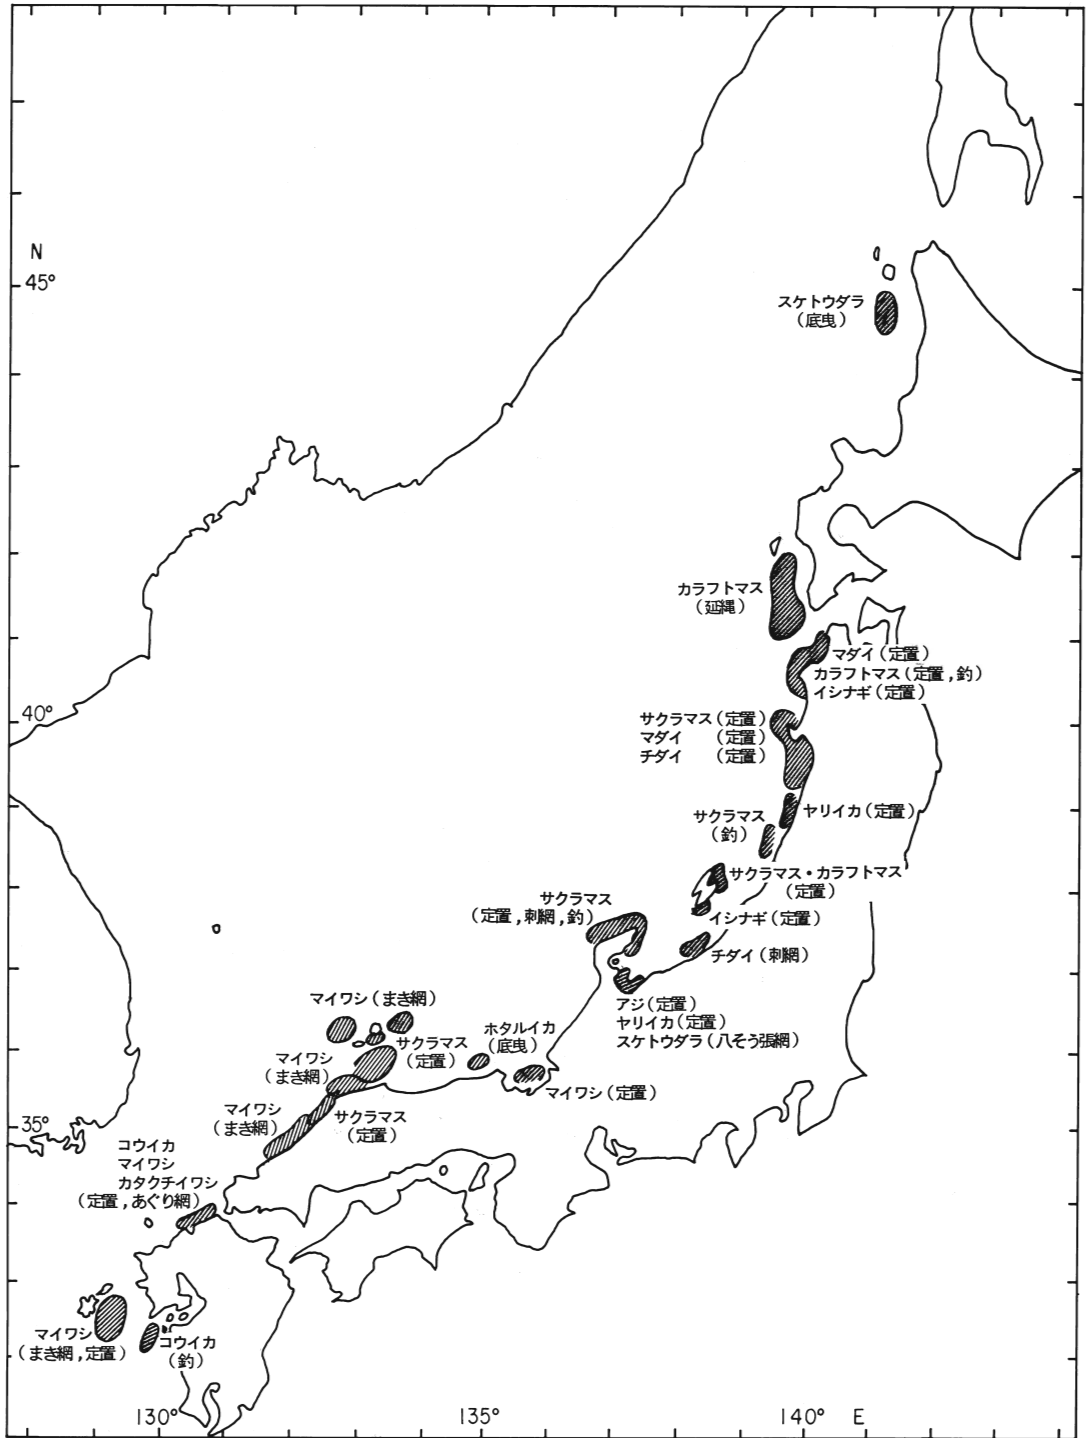 N
45°
スケトウダラ
(底曳)
カラフトマス
(延縄)
マダイ(定置)
カラフトマス(定置,釣)
イシナギ(定置)
40°
サクラマス(定置)
マダイ (定置)
チダイ (定置)
ヤリイカ(定置)
サクラマス
(釣)
サクラマス・カラフトマス
(定置)
イシナギ(定置)
サクラマス
(定置,刺網,釣)
チダイ(刺網)
アジ(定置)
ヤリイカ(定置)
スケトウダラ(八そう張網)
マイワシ(まき網)
ホタルイカ
(底曳)
サクラマス
(定置)
マイワシ
(まき網)
マイワシ(定置)
マイワシ
(まき網)
サクラマス
(定置)
35°
コウイカ
マイワシ
カタクチイワシ
(定置,あぐり網)
マイワシ
(まき網,定置)
コウイカ
(釣)
130°
135°
140° E